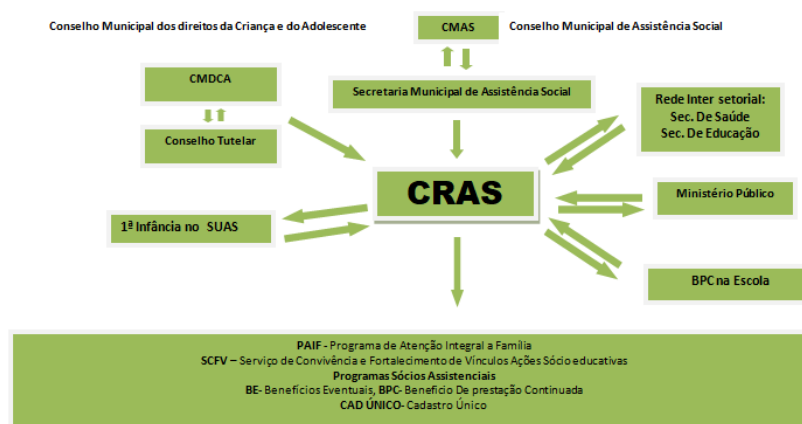 Conselho Municipal dos direitos da Criança e do Adolescente
CMAS
Conselho Municipal de Assistência Social
CMDCA
Secretaria Municipal de Assistência Social
Rede Inter setorial:
Sec. De Saúde
Sec. De Educação
Conselho Tutelar
CRAS
Ministério Público
1ª Infância no SUAS
BPC na Escola
PAIF- Programa de Atenção Integral a Família
SCFV – Serviço de Convivência e Fortalecimento de Vínculos Ações Sócio educativas
Programas Sócios Assistenciais
BE- Benefícios Eventuais, BPC- Beneficio De prestação Continuada
CAD ÚNICO- Cadastro Único